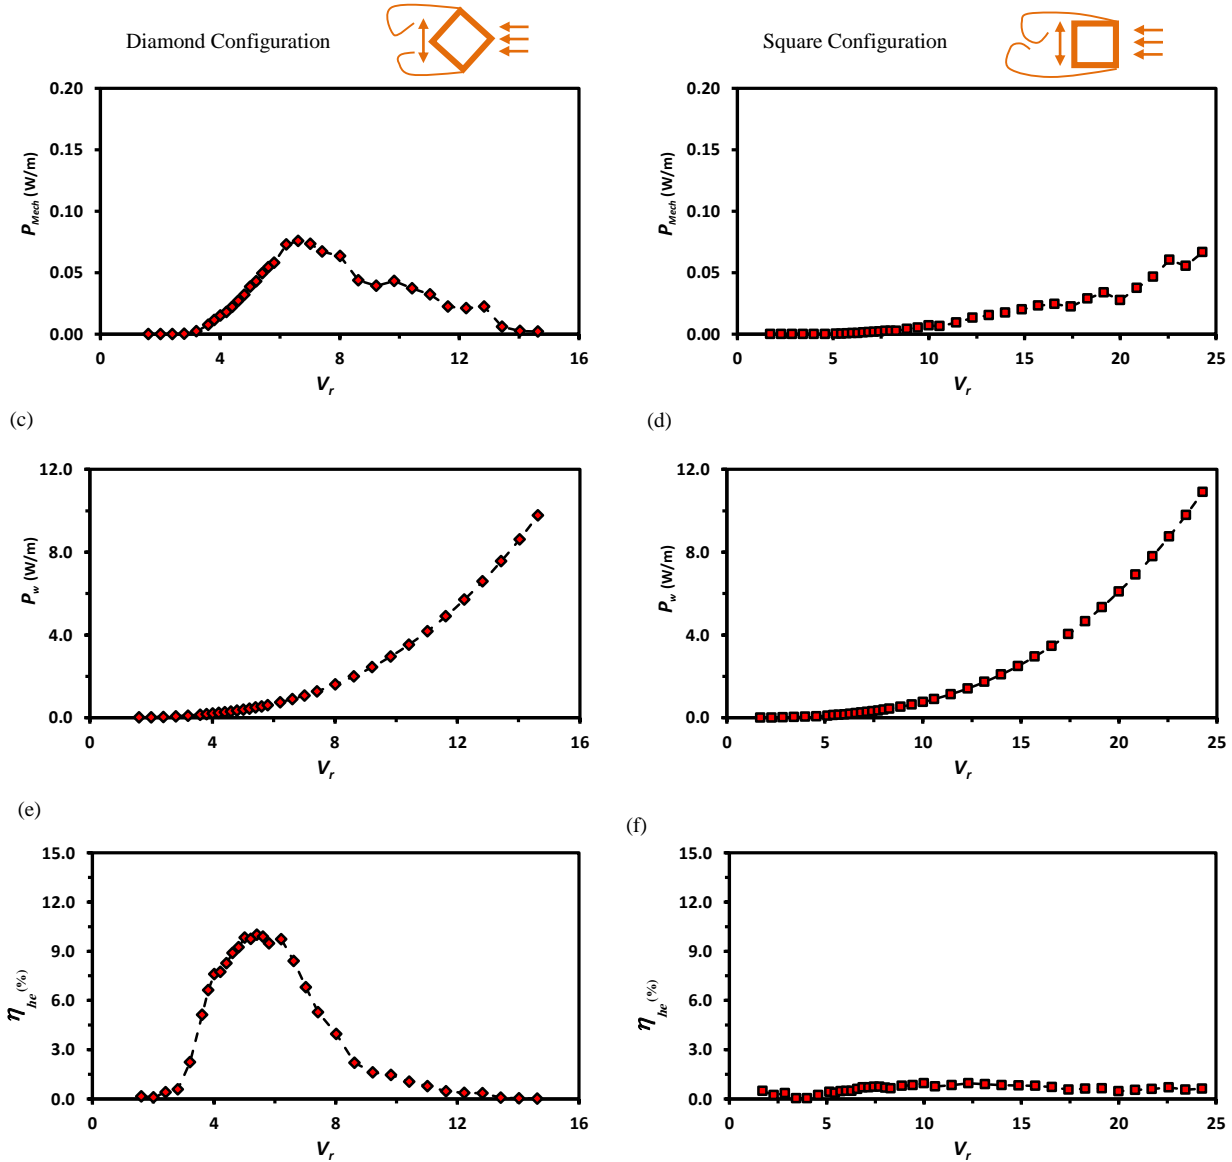 Diamond Configuration
Square Configuration
0.20
0.15
0.10
0.05
0.00
P_Mech (W/m)
0 4 8 12 16
V_r
0.20
0.15
0.10
0.05
0.00
P_Mech (W/m)
0 5 10 15 20 25
V_r
(c)
(d)
12.0
8.0
4.0
0.0
P_w (W/m)
0 4 8 12 16
V_r
12.0
8.0
4.0
0.0
P_w (W/m)
0 5 10 15 20 25
V_r
(e)
(f)
15.0
12.0
9.0
6.0
3.0
0.0
η_he (%)
0 4 8 12 16
V_r
15.0
12.0
9.0
6.0
3.0
0.0
η_he (%)
0 5 10 15 20 25
V_r